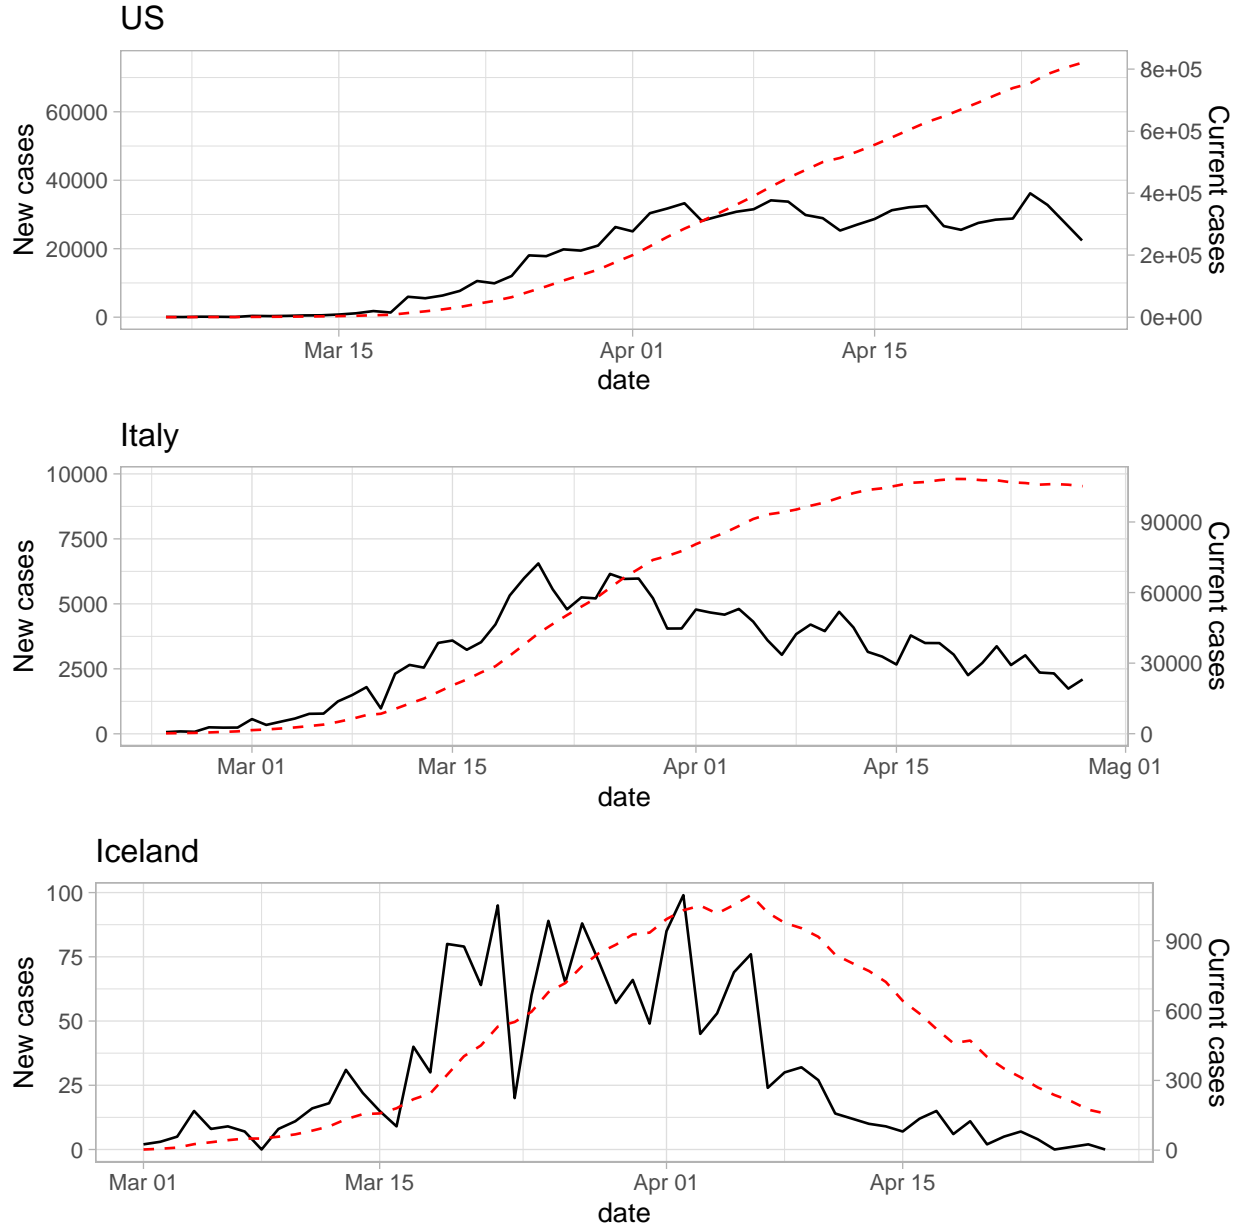 US
8e+05
60000
6e+05
New cases
Current cases
40000
4e+05
20000
2e+05
0
0e+00
Mar 15
Apr 01
Apr 15
date
Italy
10000
90000
7500
New cases
Current cases
60000
5000
30000
2500
0
0
Mar 01
Mar 15
Apr 01
Apr 15
Mag 01
date
Iceland
100
900
75
New cases
Current cases
600
50
300
25
0
0
Mar 01
Mar 15
Apr 01
Apr 15
date